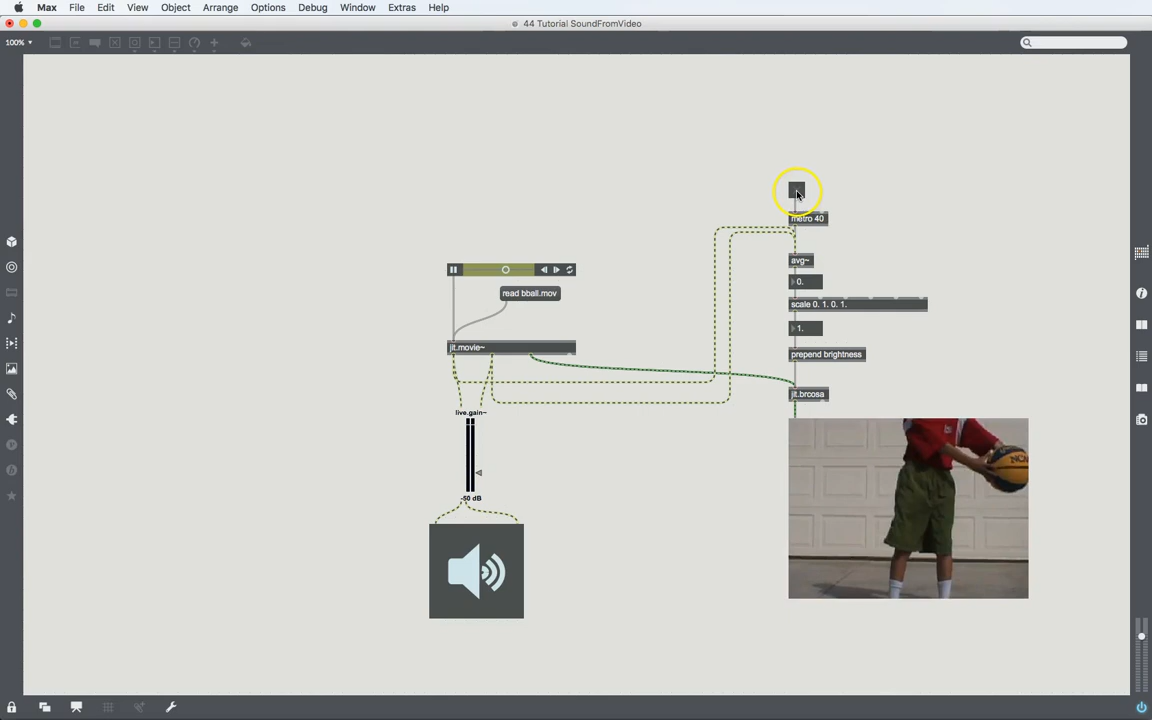 Max File Edit View Object Arrange Options Debug Window Extras Help
44 Tutorial SoundFromVideo
100%
metro 40
avg~
0.
read bball.mov
scale 0. 1. 0. 1.
1.
jit.movie~
prepend brightness
jit.brcosa
live.gain~
-50 dB